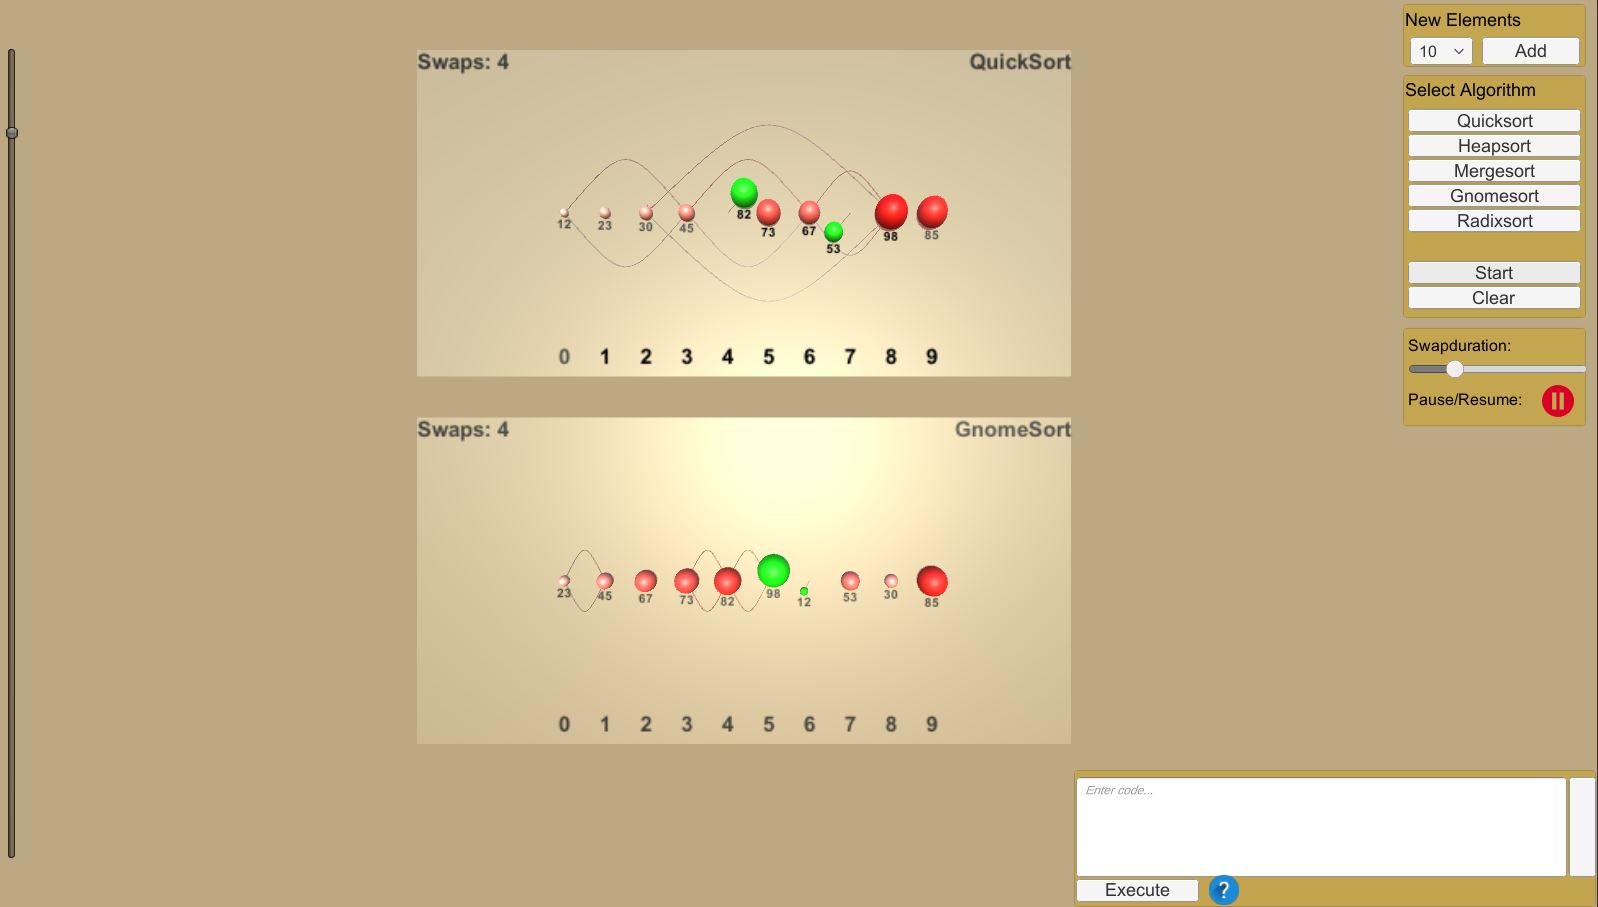 Swaps: 4 QuickSort
82
12 23 30 45 73 67 53 98 85
0 1 2 3 4 5 6 7 8 9
Swaps: 4 GnomeSort
23 45 67 73 82 98 12 53 30 85
0 1 2 3 4 5 6 7 8 9
New Elements
10 Add
Select Algorithm
Quicksort
Heapsort
Mergesort
Gnomesort
Radixsort
Start
Clear
Swapduration:
Pause/Resume:
Enter code...
Execute ?